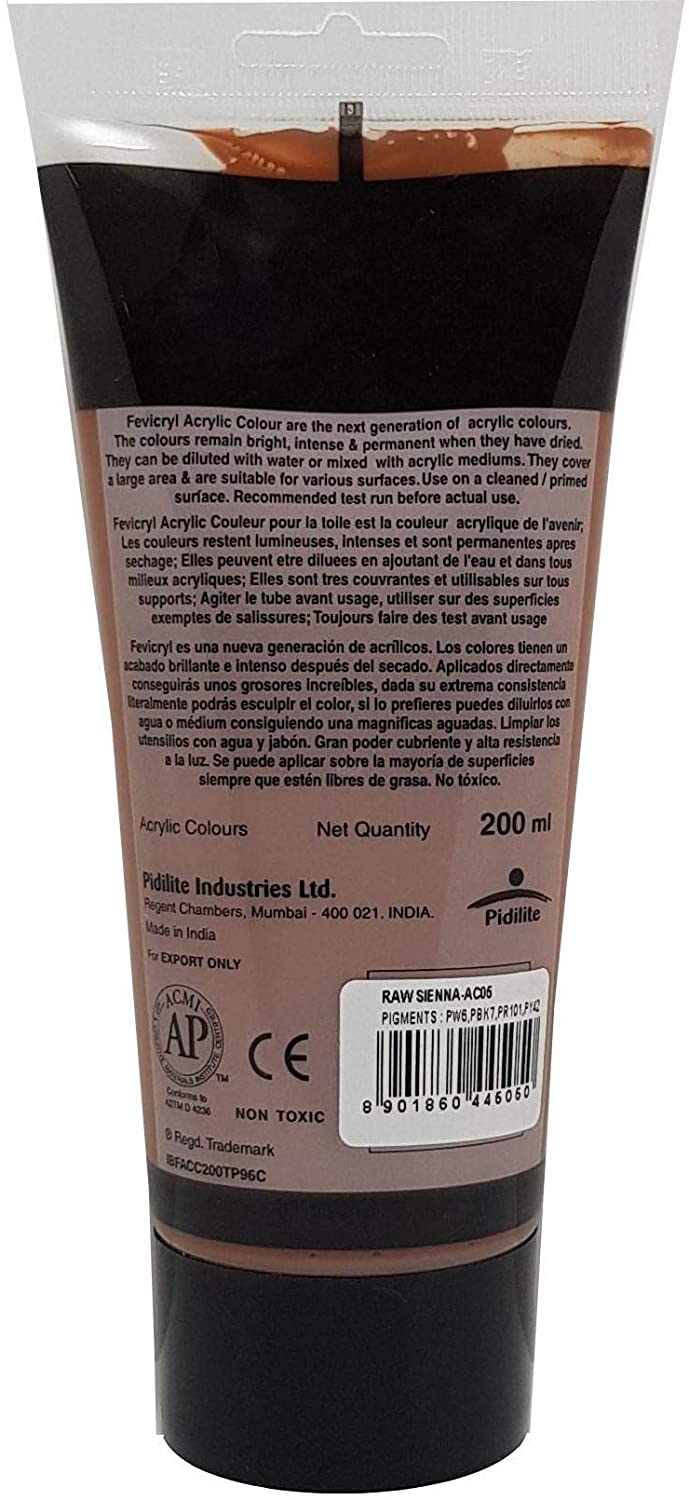 Fevicryl Acrylic Colour are the next generation of acrylic colours.
The colours remain bright, intense & permanent when they have dried.
They can be diluted with water or mixed with acrylic mediums. They cover
a large area & are suitable for various surfaces. Use on a cleaned / primed
surface. Recommended test run before actual use.
Fevicryl Acrylic Couleur pour la toile est la couleur acrylique de l'avenir;
Les couleurs restent lumineuses, intenses et sont permanentes apres
sechage; Elles peuvent etre diluees en ajoutant de l'eau et dans tous
milieux acryliques; Elles sont tres couvrantes et utilisables sur tous
supports; Agiter le tube avant usage, utiliser sur des superficies
exemptes de salissures; Toujours faire des test avant usage
Fevicryl es una nueva generación de acrílicos. Los colores tienen un
acabado brillante e intenso después del secado. Aplicados directamente
conseguirás unos grosores increíbles, dada su extrema consistencia
literalmente podrás esculpir el color, si lo prefieres puedes diluirlos con
agua o médium consiguiendo una magnificas aguadas. Limpiar los
utensilios con agua y jabón. Gran poder cubriente y alta resistencia
a la luz. Se puede aplicar sobre la mayoría de superficies
siempre que estén libres de grasa. No tóxico.
Acrylic Colours Net Quantity 200 ml
Pidilite Industries Ltd.
Regent Chambers, Mumbai - 400 021. INDIA.
Pidilite
Made in India
For EXPORT ONLY
RAW SIENNA-AC05
PIGMENTS : PW6,PBK7,PR101,PY42
ACMI
AP
TM
CE
8 901860 446060
Conforms to
ASTM D 4236
NON TOXIC
® Regd. Trademark
IBFACC200TP96C